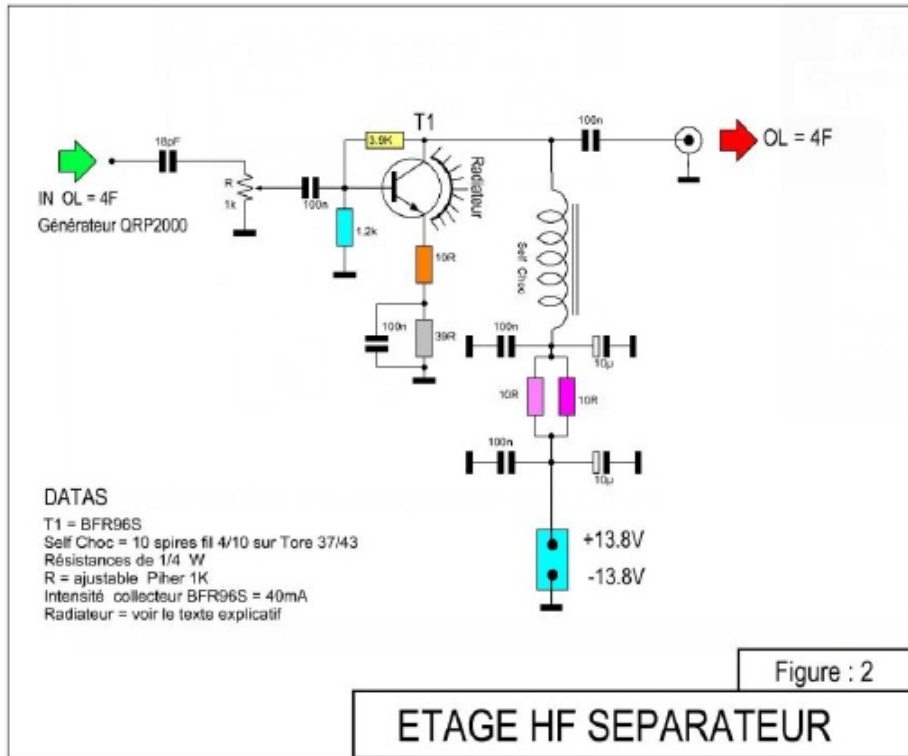 T1
100n
OL = 4F
18pF
3.9K
Radiateur
IN OL = 4F
R
1k
100n
Générateur QRP2000
1,2k
10R
Self Choc
100n
39R
100n
10µ
10R
10R
100n
10µ
DATAS
T1 = BFR96S
Self Choc = 10 spires fil 4/10 sur Tore 37/43
Résistances de 1/4 W
R = ajustable Piher 1K
Intensité collecteur BFR96S = 40mA
Radiateur = voir le texte explicatif
+13.8V
-13.8V
Figure : 2
ETAGE HF SEPARATEUR